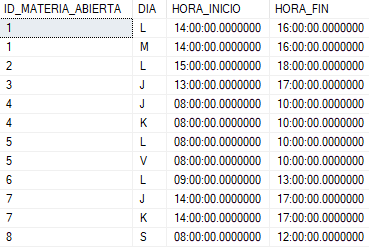 ID_MATERIA_ABIERTA DIA HORA_INICIO HORA_FIN
1 L 14:00:00.0000000 16:00:00.0000000
1 M 14:00:00.0000000 16:00:00.0000000
2 L 15:00:00.0000000 18:00:00.0000000
3 J 13:00:00.0000000 17:00:00.0000000
4 J 08:00:00.0000000 10:00:00.0000000
4 K 08:00:00.0000000 10:00:00.0000000
5 L 08:00:00.0000000 10:00:00.0000000
5 V 08:00:00.0000000 10:00:00.0000000
6 L 09:00:00.0000000 13:00:00.0000000
7 J 14:00:00.0000000 17:00:00.0000000
7 K 14:00:00.0000000 17:00:00.0000000
8 S 08:00:00.0000000 12:00:00.0000000